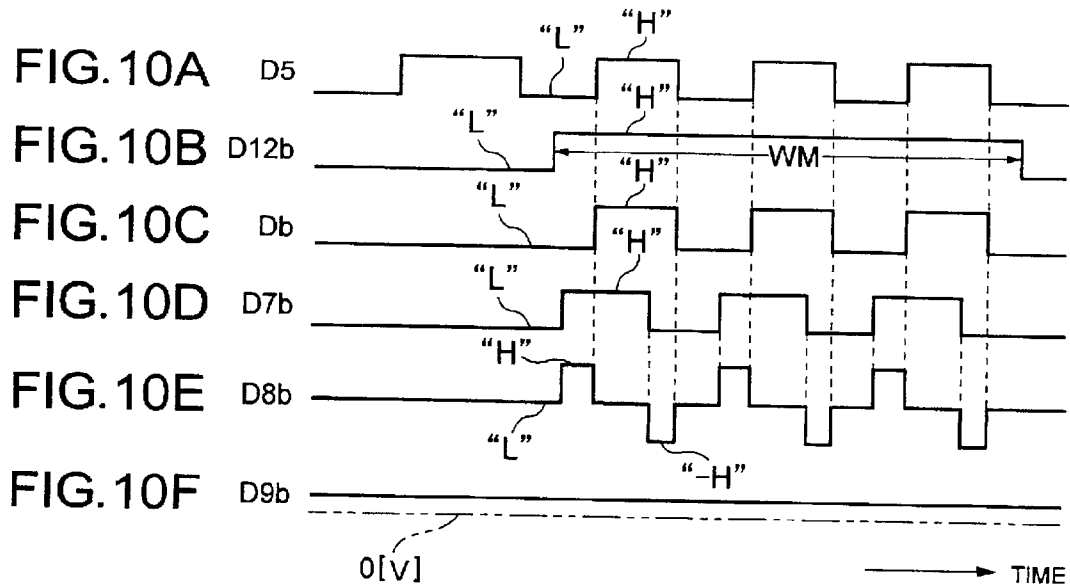 FIG.10A D5 “L” “H”
FIG.10B D12b “L” “H” WM
FIG.10C Db “L” “H”
FIG.10D D7b “L” “H”
FIG.10E D8b “H” “L” “–H”
FIG.10F D9b
0[V]
TIME